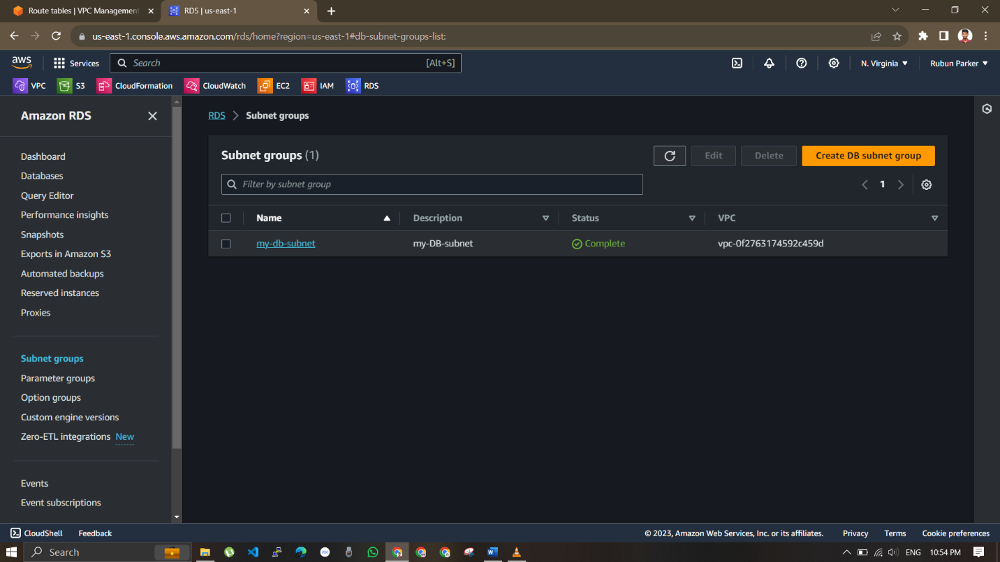 Route tables | VPC Management
RDS | us-east-1
us-east-1.console.aws.amazon.com/rds/home?region=us-east-1#db-subnet-groups-list:
aws
Services
Search
[Alt+S]
N. Virginia
Rubun Parker
VPC
S3
CloudFormation
CloudWatch
EC2
IAM
RDS
Amazon RDS
Dashboard
Databases
Query Editor
Performance insights
Snapshots
Exports in Amazon S3
Automated backups
Reserved instances
Proxies
Subnet groups
Parameter groups
Option groups
Custom engine versions
Zero-ETL integrations New
Events
Event subscriptions
RDS > Subnet groups
Subnet groups (1)
Edit
Delete
Create DB subnet group
Filter by subnet group
1
Name Description Status VPC
my-db-subnet my-DB-subnet Complete vpc-0f2763174592c459d
CloudShell
Feedback
© 2023, Amazon Web Services, Inc. or its affiliates.
Privacy
Terms
Cookie preferences
Search
ENG
10:54 PM